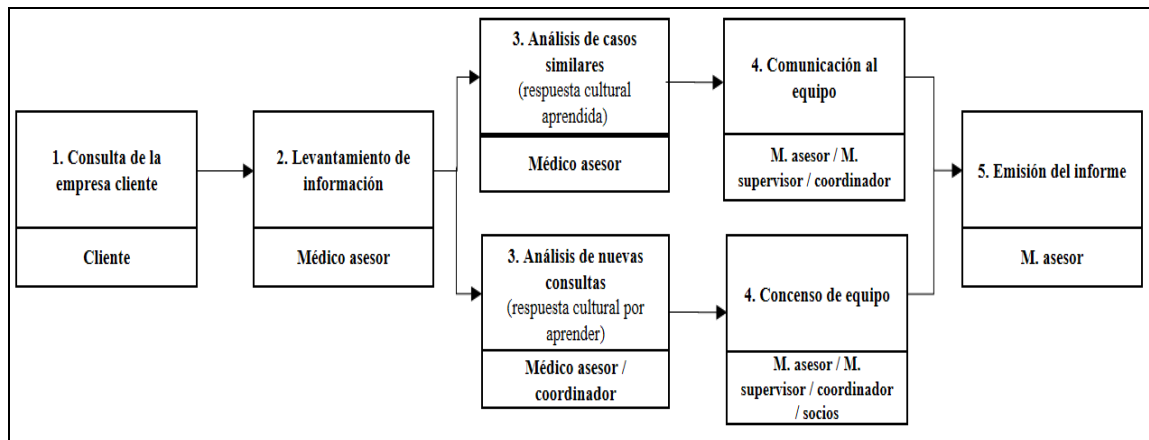 1. Consulta de la
empresa cliente
Cliente
2. Levantamiento de
información
Médico asesor
3. Análisis de casos
similares
(respuesta cultural
aprendida)
Médico asesor
4. Comunicación al
equipo
M. asesor / M.
supervisor / coordinador
3. Análisis de nuevas
consultas
(respuesta cultural por
aprender)
Médico asesor /
coordinador
4. Concenso de equipo
M. asesor / M.
supervisor / coordinador
/ socios
5. Emisión del informe
M. asesor